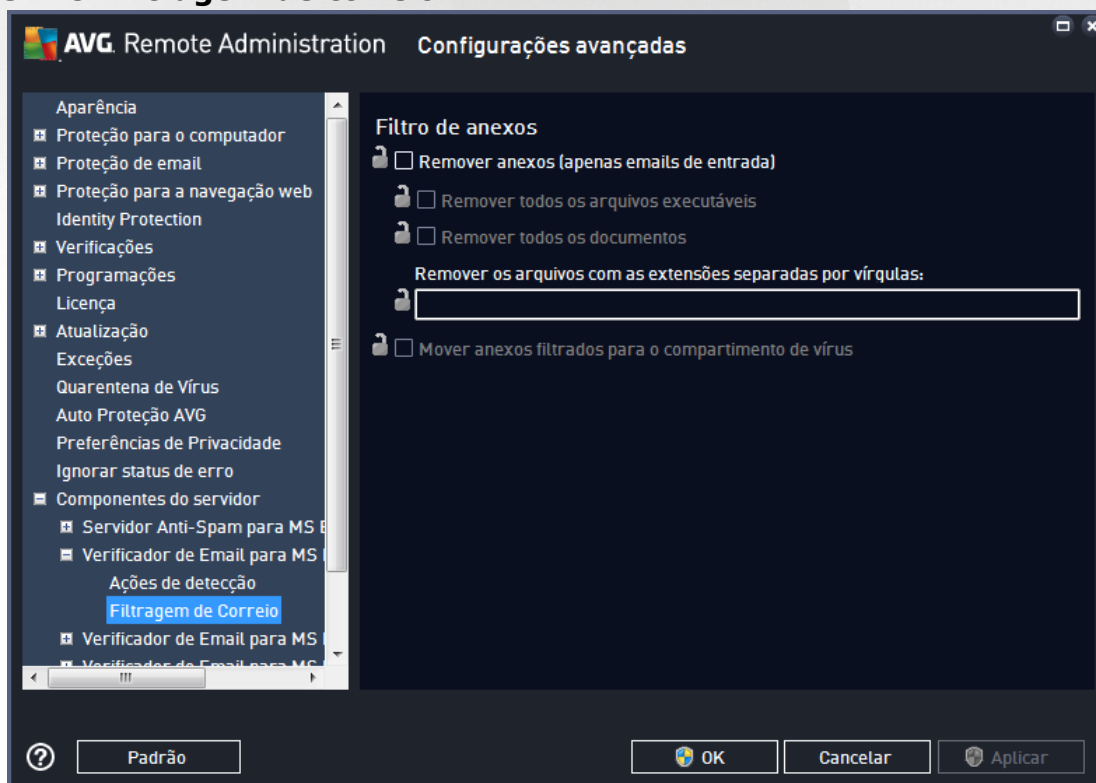 AVG. Remote Administration Configurações avançadas
Aparência
Proteção para o computador
Proteção de email
Proteção para a navegação web
Identity Protection
Verificações
Programações
Licença
Atualização
Exceções
Quarentena de Vírus
Auto Proteção AVG
Preferências de Privacidade
Ignorar status de erro
Componentes do servidor
Servidor Anti-Spam para MS
Verificador de Email para MS
Ações de detecção
Filtragem de Correio
Verificador de Email para MS
Verificador de Email para MS
Filtro de anexos
Remover anexos (apenas emails de entrada)
Remover todos os arquivos executáveis
Remover todos os documentos
Remover os arquivos com as extensões separadas por vírgulas:
Mover anexos filtrados para o compartimento de vírus
Padrão
OK
Cancelar
Aplicar